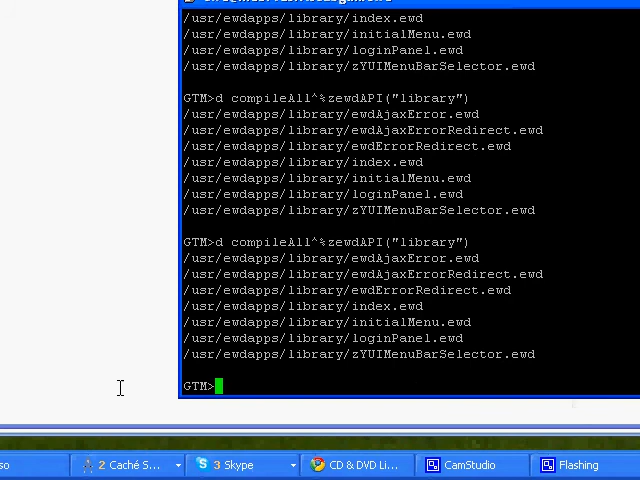 /usr/ewdapps/library/index.ewd
/usr/ewdapps/library/initialMenu.ewd
/usr/ewdapps/library/loginPanel.ewd
/usr/ewdapps/library/zYUIMenuBarSelector.ewd
GTM>d compileAll^%zewdAPI("library")
/usr/ewdapps/library/ewdAjaxError.ewd
/usr/ewdapps/library/ewdAjaxErrorRedirect.ewd
/usr/ewdapps/library/ewdErrorRedirect.ewd
/usr/ewdapps/library/index.ewd
/usr/ewdapps/library/initialMenu.ewd
/usr/ewdapps/library/loginPanel.ewd
/usr/ewdapps/library/zYUIMenuBarSelector.ewd
GTM>d compileAll^%zewdAPI("library")
/usr/ewdapps/library/ewdAjaxError.ewd
/usr/ewdapps/library/ewdAjaxErrorRedirect.ewd
/usr/ewdapps/library/ewdErrorRedirect.ewd
/usr/ewdapps/library/index.ewd
/usr/ewdapps/library/initialMenu.ewd
/usr/ewdapps/library/loginPanel.ewd
/usr/ewdapps/library/zYUIMenuBarSelector.ewd
GTM>
so 2 Caché S... 3 Skype CD & DVD Li... CamStudio Flashing